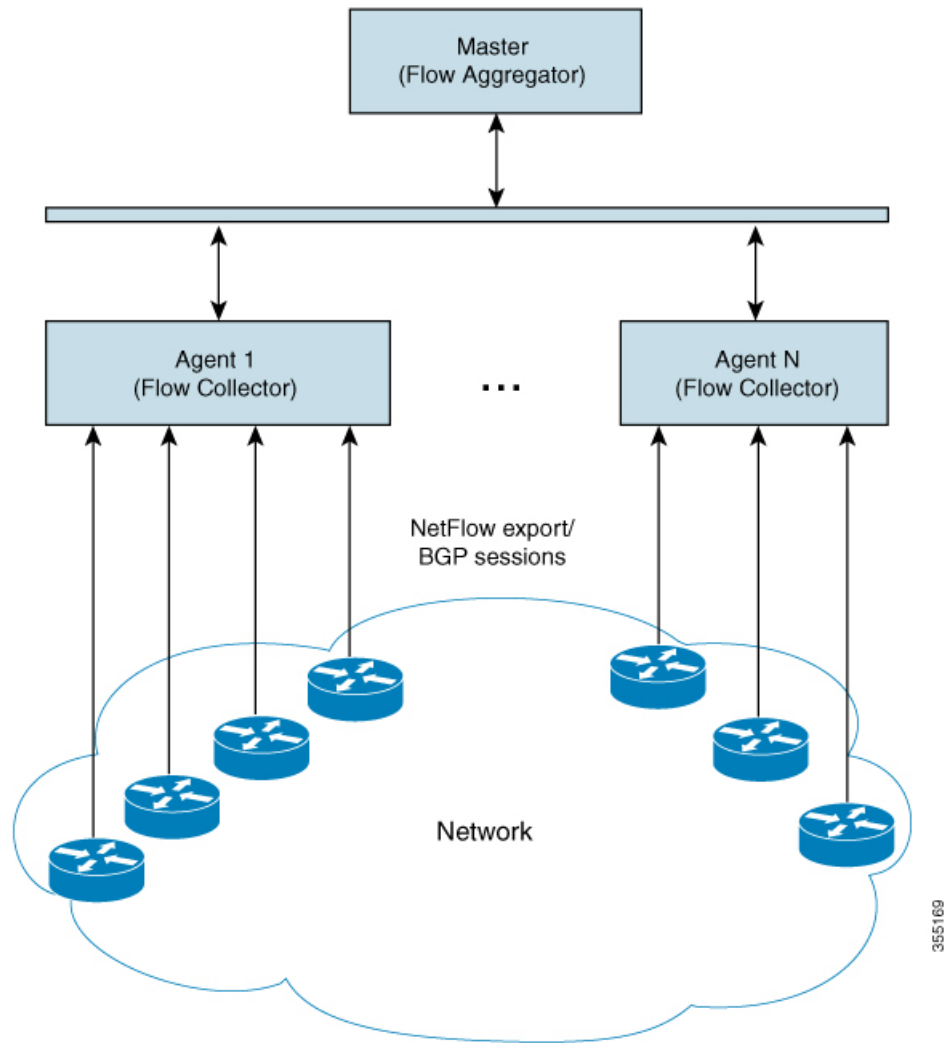 Master
(Flow Aggregator)
Agent 1
(Flow Collector)
...
Agent N
(Flow Collector)
NetFlow export/
BGP sessions
Network
355169